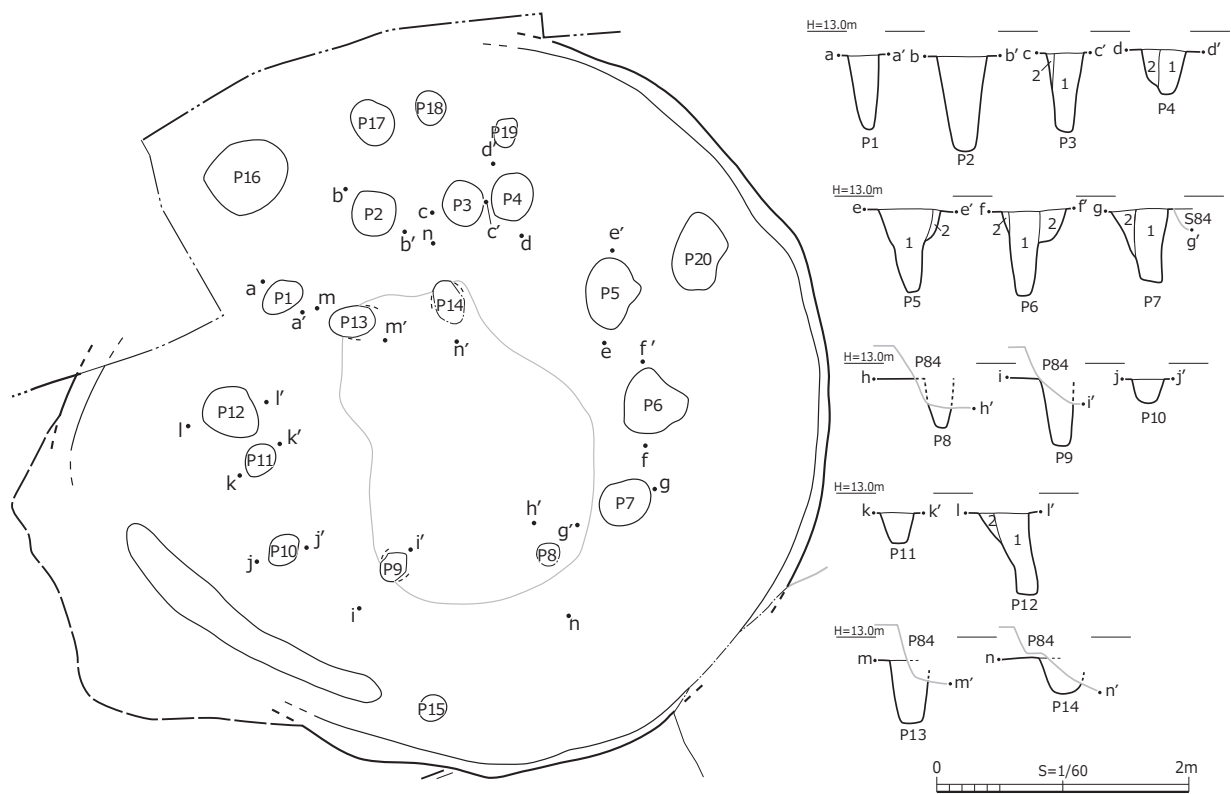 P18
P17
P19
d'
P16
b
P2
c
P3
P4
n
b'
c'
d
e'
P20
a
P1
m
a'
P13
P14
P5
m'
n'
e
f '
P12
l'
l
P6
P11
k'
k
f
g
P7
h'
g'
P10
j'
j
i'
P9
P8
i
n
P15
H=13.0m
a a' b b' c c' d d'
2 1 2 1
P1 P2 P3 P4
H=13.0m
e e' f f' g S84 g'
1 2 2 1 2 2 1
P5 P6 P7
H=13.0m P84 P84
h h' i i' j j'
P8 P9 P10
H=13.0m
k k' l l'
2 1
P11 P12
H=13.0m P84 P84
m m' n n'
P13 P14
0 S=1/60 2m